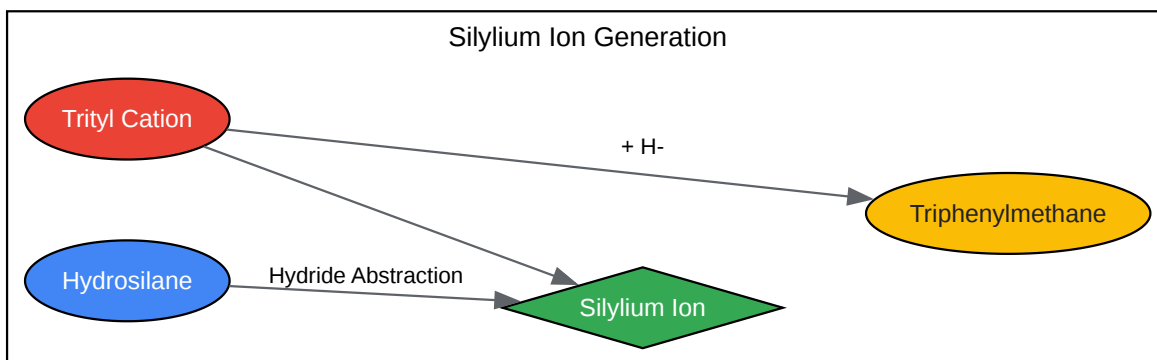 Silylium Ion Generation
Trityl Cation
+ H-
Triphenylmethane
Hydrosilane
Hydride Abstraction
Silylium Ion